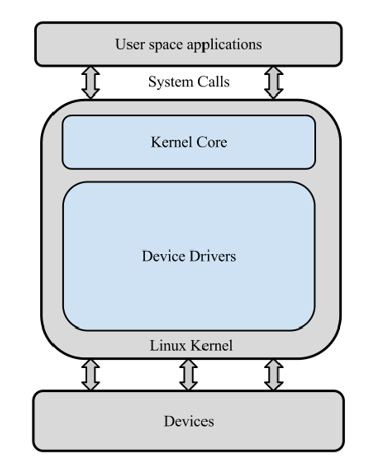 User space applications
System Calls
Kernel Core
Device Drivers
Linux Kernel
Devices